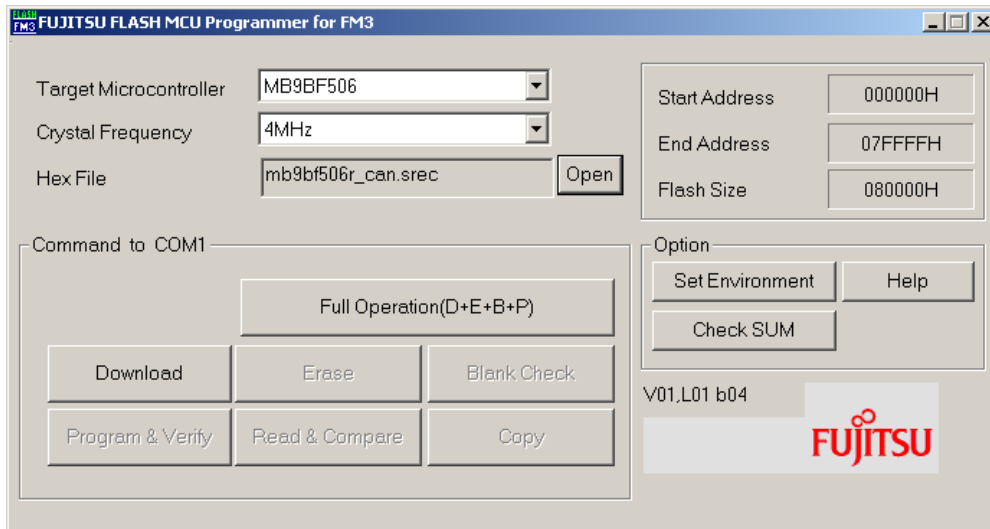 FLASH
FM3
FUJITSU FLASH MCU Programmer for FM3
Target Microcontroller
MB9BF506
Crystal Frequency
4MHz
Hex File
mb9bf506r_can.srec
Open
Start Address
000000H
End Address
07FFFFH
Flash Size
080000H
Command to COM1
Full Operation(D+E+B+P)
Download
Erase
Blank Check
Program & Verify
Read & Compare
Copy
Option
Set Environment
Help
Check SUM
V01,L01 b04
FUJITSU